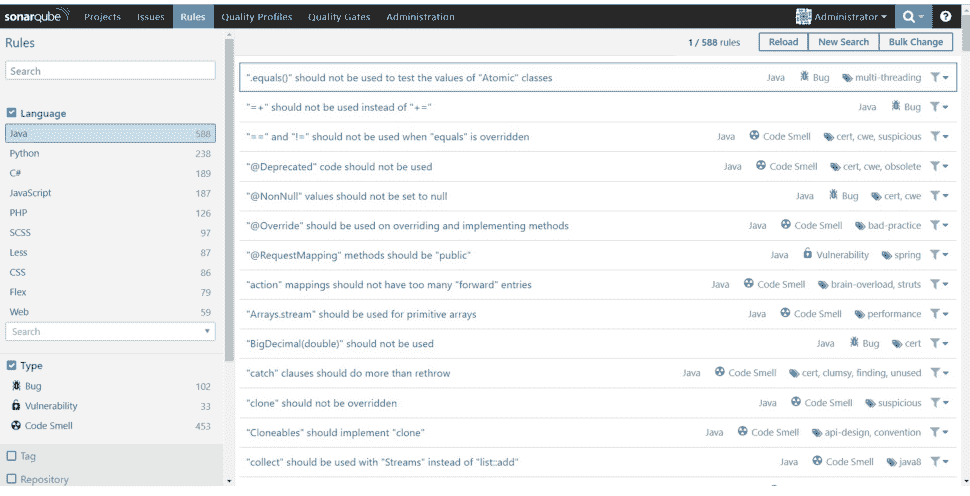 sonarqube Projects Issues Rules Quality Profiles Quality Gates Administration Administrator ?
Rules
Search
Language
Java 588
Python 238
C# 189
JavaScript 187
PHP 126
SCSS 97
Less 87
CSS 86
Flex 79
Web 59
Search
Type
Bug 102
Vulnerability 33
Code Smell 453
Tag
Repository
1 / 588 rules Reload New Search Bulk Change
".equals()" should not be used to test the values of "Atomic" classes Java Bug multi-threading
"=+" should not be used instead of "+=" Java Bug
"==" and "!=" should not be used when "equals" is overridden Java Code Smell cert, cwe, suspicious
"@Deprecated" code should not be used Java Code Smell cert, cwe, obsolete
"@NonNull" values should not be set to null Java Bug cert, cwe
"@Override" should be used on overriding and implementing methods Java Code Smell bad-practice
"@RequestMapping" methods should be "public" Java Vulnerability spring
"action" mappings should not have too many "forward" entries Java Code Smell brain-overload, struts
"Arrays.stream" should be used for primitive arrays Java Code Smell performance
"BigDecimal(double)" should not be used Java Bug cert
"catch" clauses should do more than rethrow Java Code Smell cert, clumsy, finding, unused
"clone" should not be overridden Java Code Smell suspicious
"Cloneables" should implement "clone" Java Code Smell api-design, convention
"collect" should be used with "Streams" instead of "list::add" Java Code Smell java8